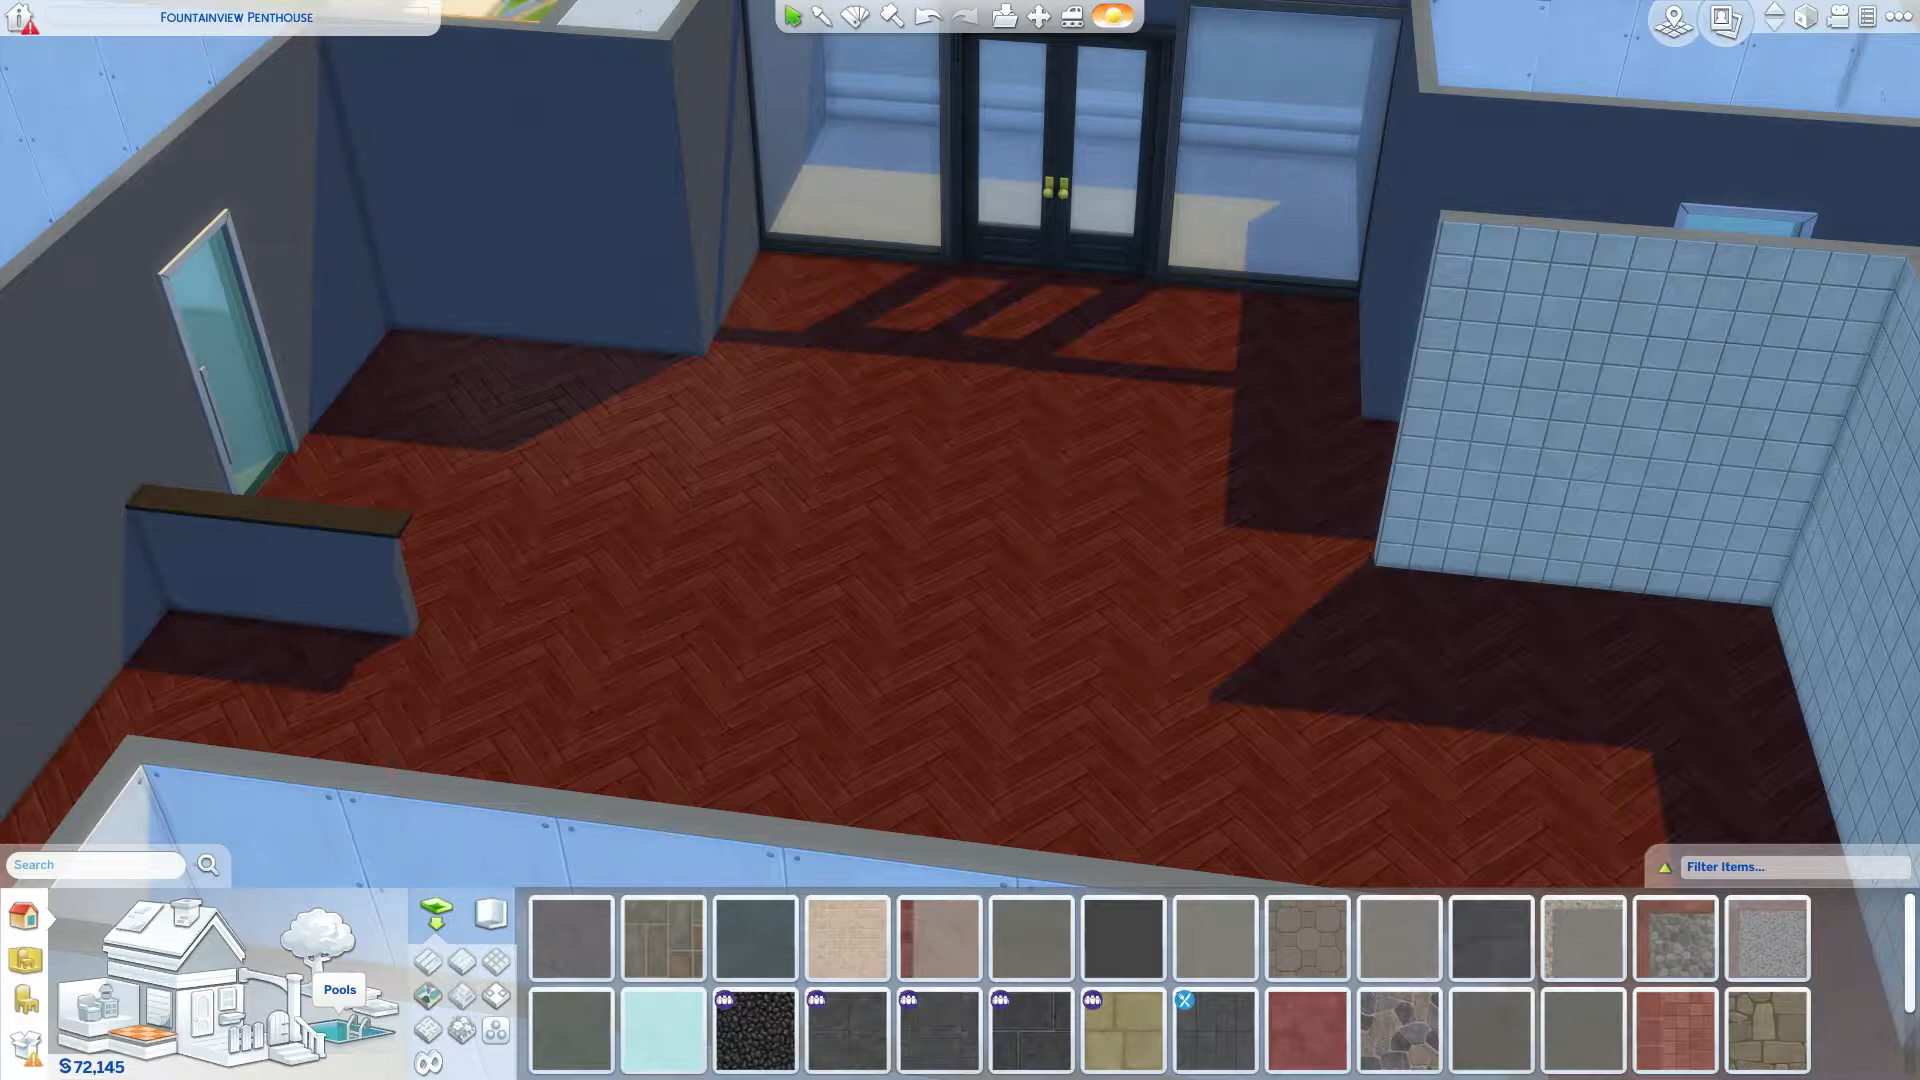 Fountainview Penthouse
Search
Filter Items...
Pools
§72,145